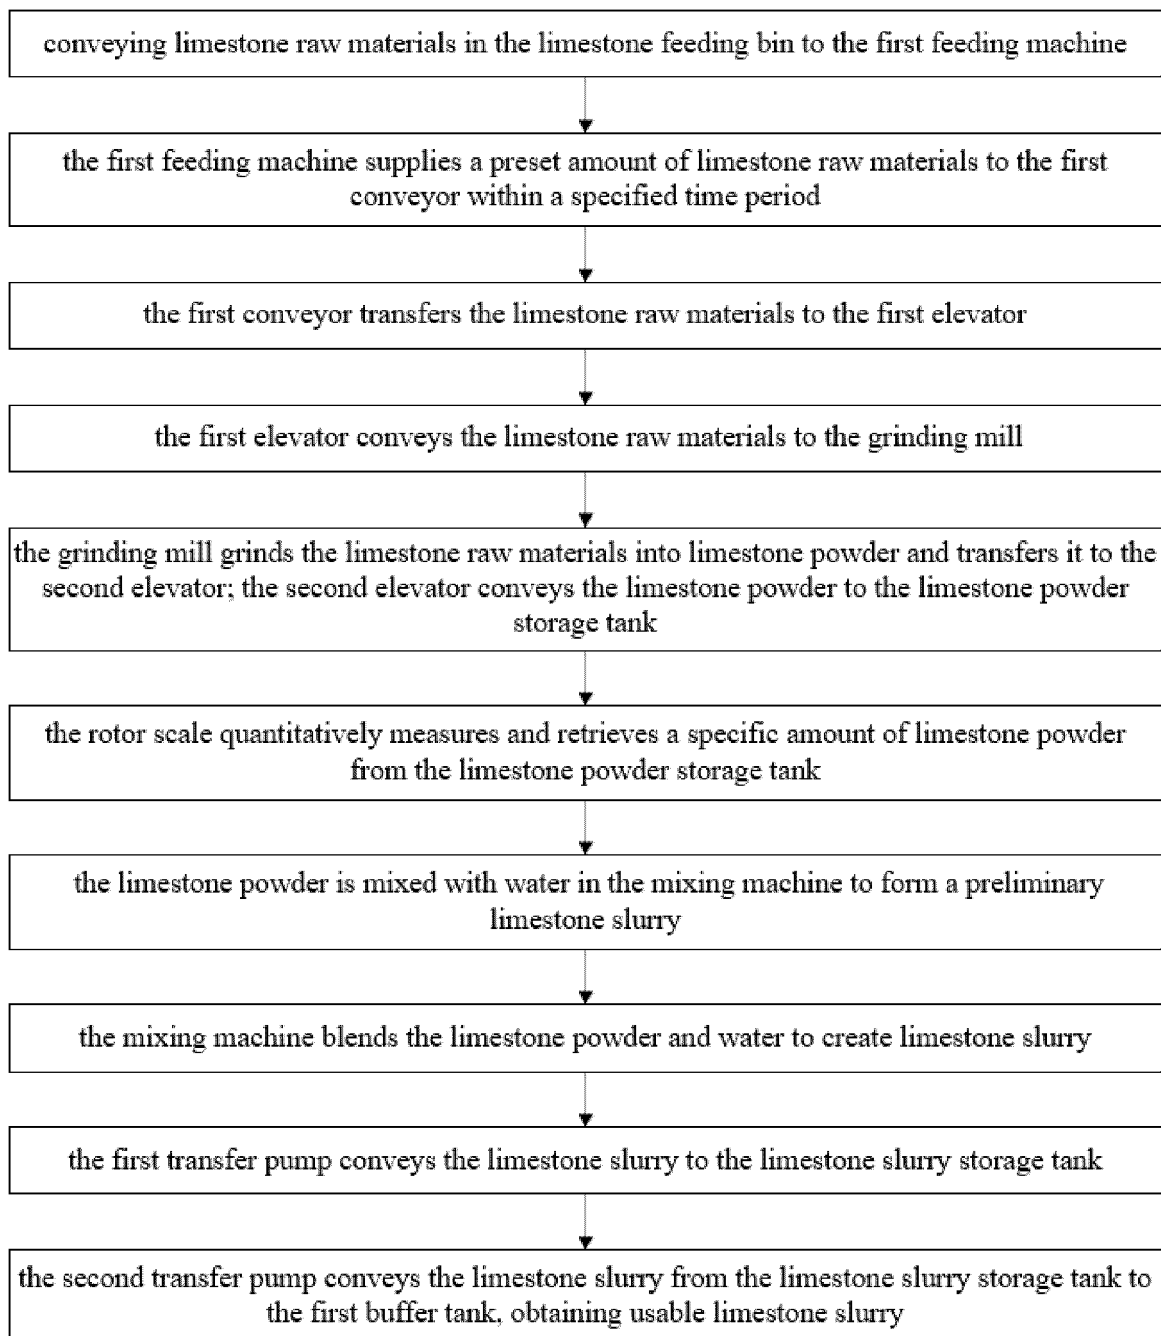 conveying limestone raw materials in the limestone feeding bin to the first feeding machine
the first feeding machine supplies a preset amount of limestone raw materials to the first
conveyor within a specified time period
the first conveyor transfers the limestone raw materials to the first elevator
the first elevator conveys the limestone raw materials to the grinding mill
the grinding mill grinds the limestone raw materials into limestone powder and transfers it to the
second elevator; the second elevator conveys the limestone powder to the limestone powder
storage tank
the rotor scale quantitatively measures and retrieves a specific amount of limestone powder
from the limestone powder storage tank
the limestone powder is mixed with water in the mixing machine to form a preliminary
limestone slurry
the mixing machine blends the limestone powder and water to create limestone slurry
the first transfer pump conveys the limestone slurry to the limestone slurry storage tank
the second transfer pump conveys the limestone slurry from the limestone slurry storage tank to
the first buffer tank, obtaining usable limestone slurry